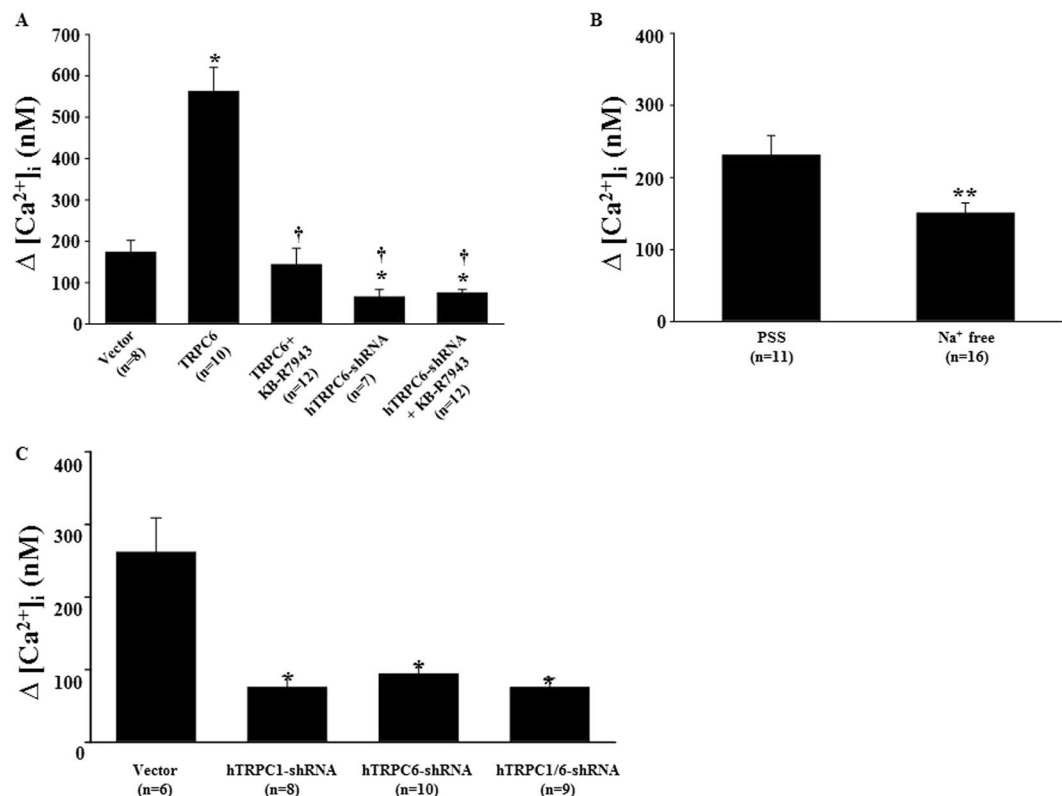 A
Δ [Ca²⁺]ᵢ (nM)
700
600
500
400
300
200
100
0
*
†
†
*
†
*
Vector
(n=8)
TRPC6
(n=10)
TRPC6+
KB-R7943
(n=12)
hTRPC6-shRNA
(n=7)
hTRPC6-shRNA
+ KB-R7943
(n=12)
B
Δ [Ca²⁺]ᵢ (nM)
400
300
200
100
0
**
PSS
(n=11)
Na⁺ free
(n=16)
C
Δ [Ca²⁺]ᵢ (nM)
400
300
200
100
0
*
*
*
Vector
(n=6)
hTRPC1-shRNA
(n=8)
hTRPC6-shRNA
(n=10)
hTRPC1/6-shRNA
(n=9)